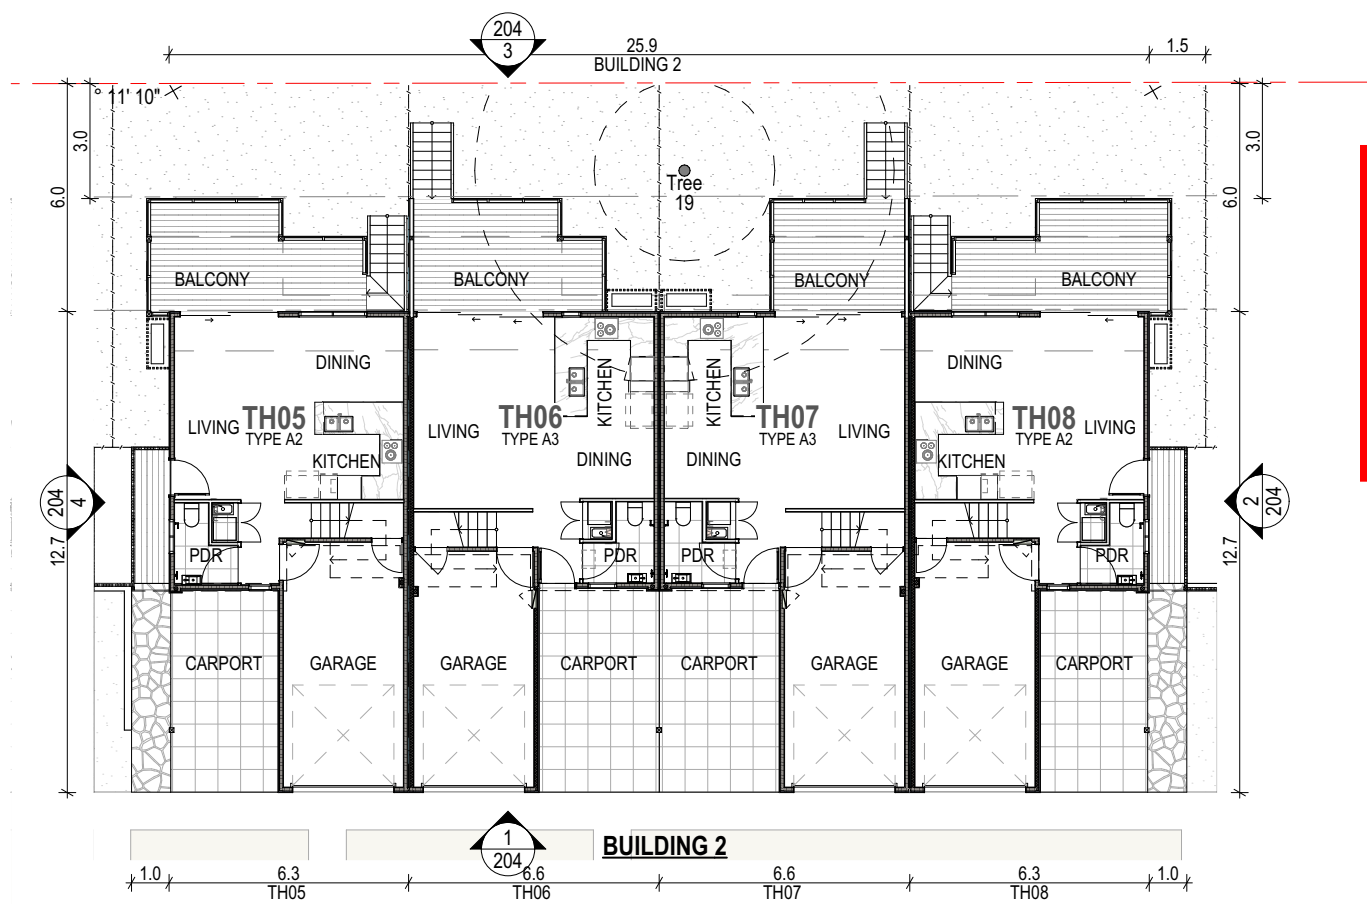 204
3
25.9
BUILDING 2
1.5
° 11' 10"
3.0
6.0
3.0
6.0
Tree
19
BALCONY
BALCONY
BALCONY
BALCONY
DINING
DINING
KITCHEN
KITCHEN
TH05
TYPE A2
TH06
TYPE A3
TH07
TYPE A3
TH08
TYPE A2
LIVING
LIVING
LIVING
LIVING
KITCHEN
DINING
DINING
KITCHEN
204
4
2
204
12.7
12.7
PDR
PDR
PDR
PDR
CARPORT
GARAGE
GARAGE
CARPORT
CARPORT
GARAGE
GARAGE
CARPORT
1
204
BUILDING 2
1.0
6.3
TH05
6.6
TH06
6.6
TH07
6.3
TH08
1.0